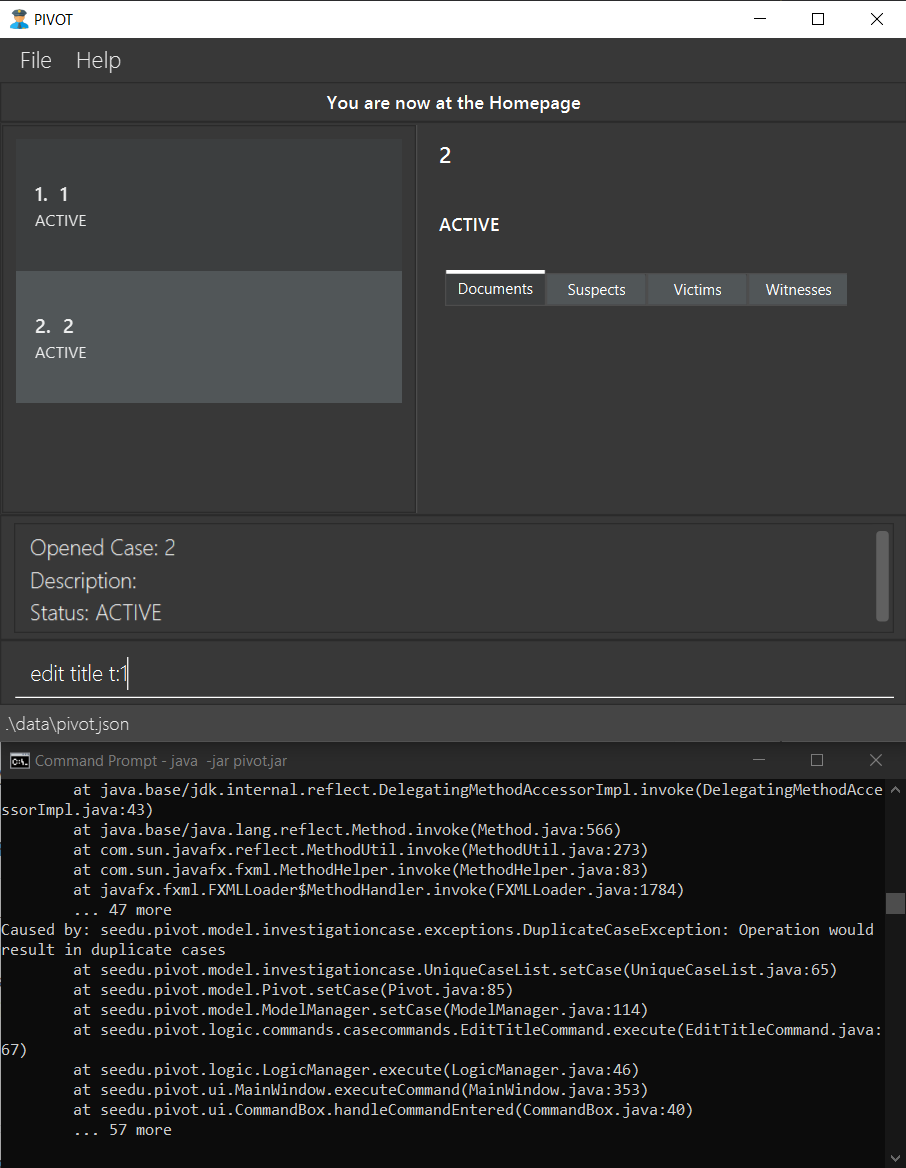 PIVOT
File Help
You are now at the Homepage
1. 1
ACTIVE
2. 2
ACTIVE
2
ACTIVE
Documents Suspects Victims Witnesses
Opened Case: 2
Description:
Status: ACTIVE
edit title t:1
.\data\pivot.json
Command Prompt - java -jar pivot.jar
at java.base/jdk.internal.reflect.DelegatingMethodAccessorImpl.invoke(DelegatingMethodAcce
ssorImpl.java:43)
at java.base/java.lang.reflect.Method.invoke(Method.java:566)
at com.sun.javafx.reflect.MethodUtil.invoke(MethodUtil.java:273)
at com.sun.javafx.fxml.MethodHelper.invoke(MethodHelper.java:83)
at javafx.fxml.FXMLLoader$MethodHandler.invoke(FXMLLoader.java:1784)
... 47 more
Caused by: seedu.pivot.model.investigationcase.exceptions.DuplicateCaseException: Operation would
result in duplicate cases
at seedu.pivot.model.investigationcase.UniqueCaseList.setCase(UniqueCaseList.java:65)
at seedu.pivot.model.Pivot.setCase(Pivot.java:85)
at seedu.pivot.model.ModelManager.setCase(ModelManager.java:114)
at seedu.pivot.logic.commands.casecommands.EditTitleCommand.execute(EditTitleCommand.java:
67)
at seedu.pivot.logic.LogicManager.execute(LogicManager.java:46)
at seedu.pivot.ui.MainWindow.executeCommand(MainWindow.java:353)
at seedu.pivot.ui.CommandBox.handleCommandEntered(CommandBox.java:40)
... 57 more